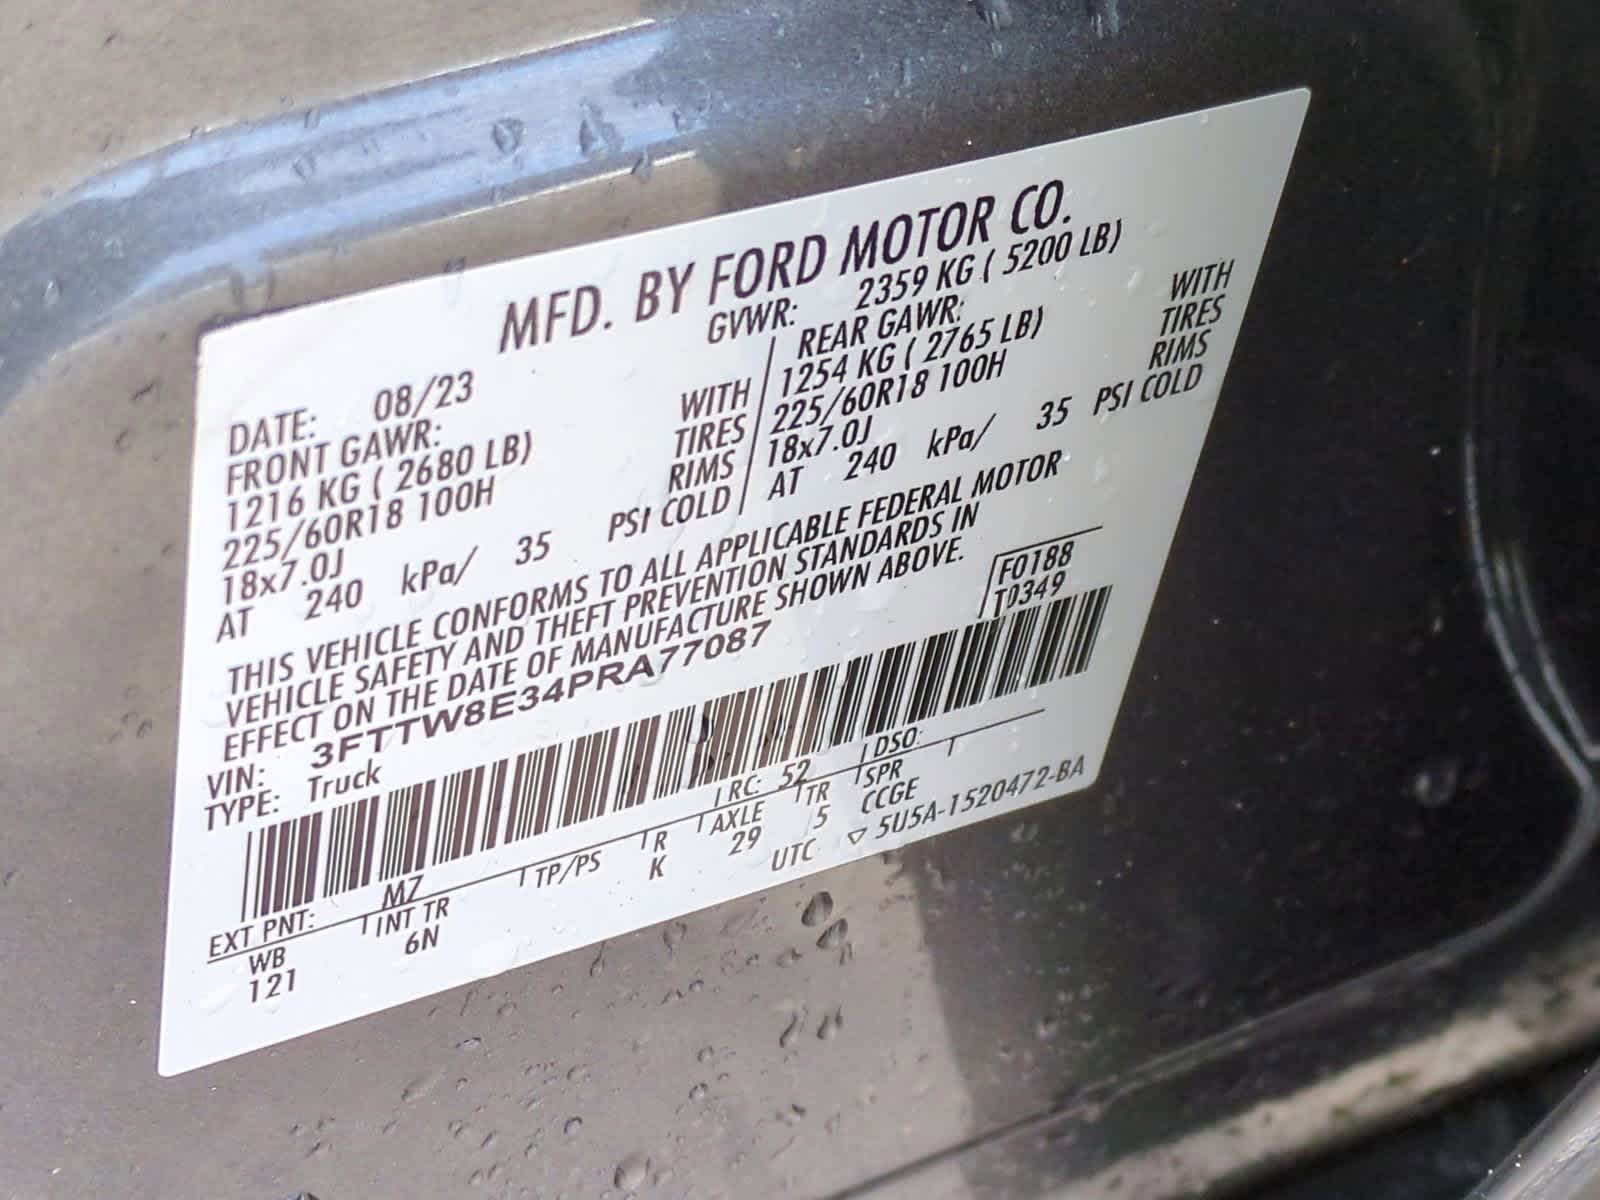 MFD. BY FORD MOTOR CO.
DATE: 08/23 GVWR: 2359 KG ( 5200 LB)
FRONT GAWR: REAR GAWR:
1216 KG ( 2680 LB) WITH 1254 KG ( 2765 LB) WITH
225/60R18 100H TIRES 225/60R18 100H TIRES
18x7.0J RIMS 18x7.0J RIMS
AT 240 kPa/ 35 PSI COLD AT 240 kPa/ 35 PSI COLD
THIS VEHICLE CONFORMS TO ALL APPLICABLE FEDERAL MOTOR
VEHICLE SAFETY AND THEFT PREVENTION STANDARDS IN
EFFECT ON THE DATE OF MANUFACTURE SHOWN ABOVE.
VIN: 3FTTW8E34PRA77087 F0188
TYPE: Truck T0349
EXT PNT: MZ RC: 52 DSO:
WB INT TR TP/PS R AXLE TR SPR
121 6N K 29 5 CCGE
UTC ▽ 5U5A-1520472-BA